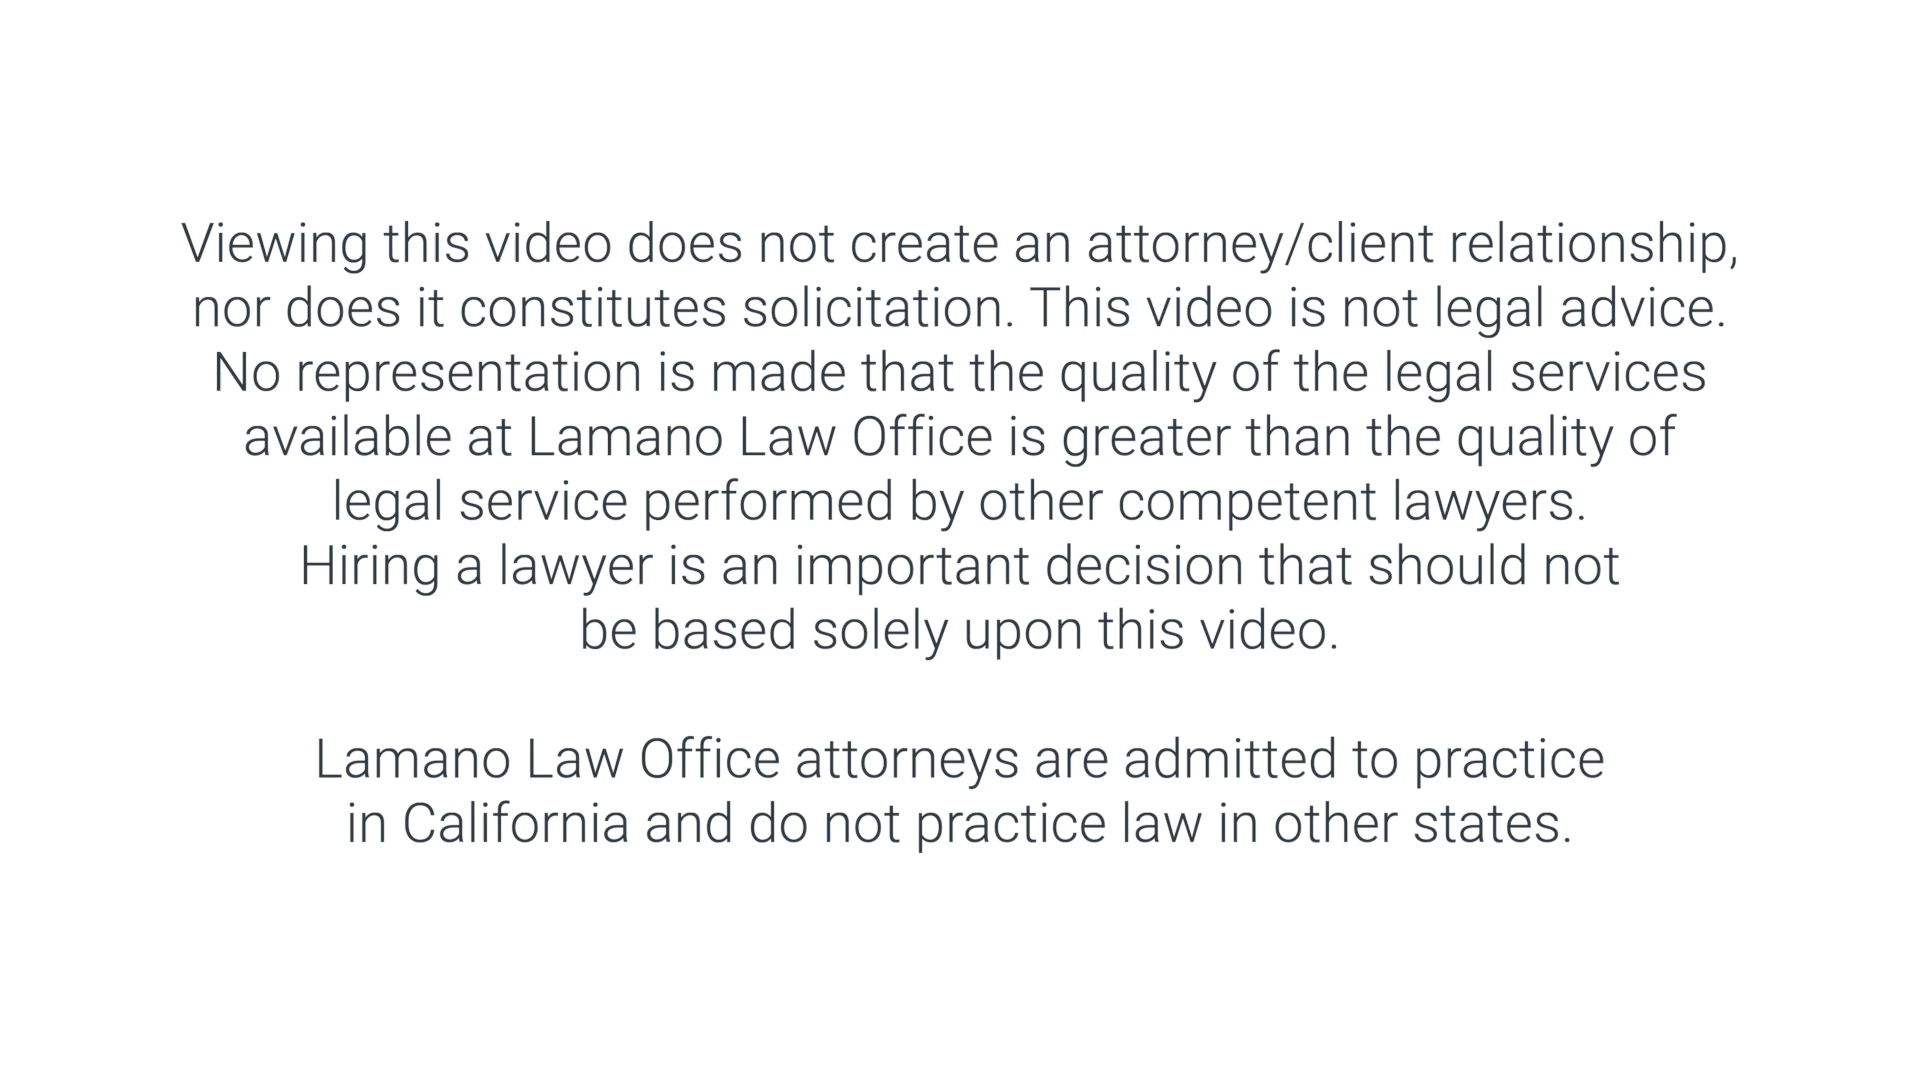 Viewing this video does not create an attorney/client relationship,
nor does it constitutes solicitation. This video is not legal advice.
No representation is made that the quality of the legal services
available at Lamano Law Office is greater than the quality of
legal service performed by other competent lawyers.
Hiring a lawyer is an important decision that should not
be based solely upon this video.
Lamano Law Office attorneys are admitted to practice
in California and do not practice law in other states.